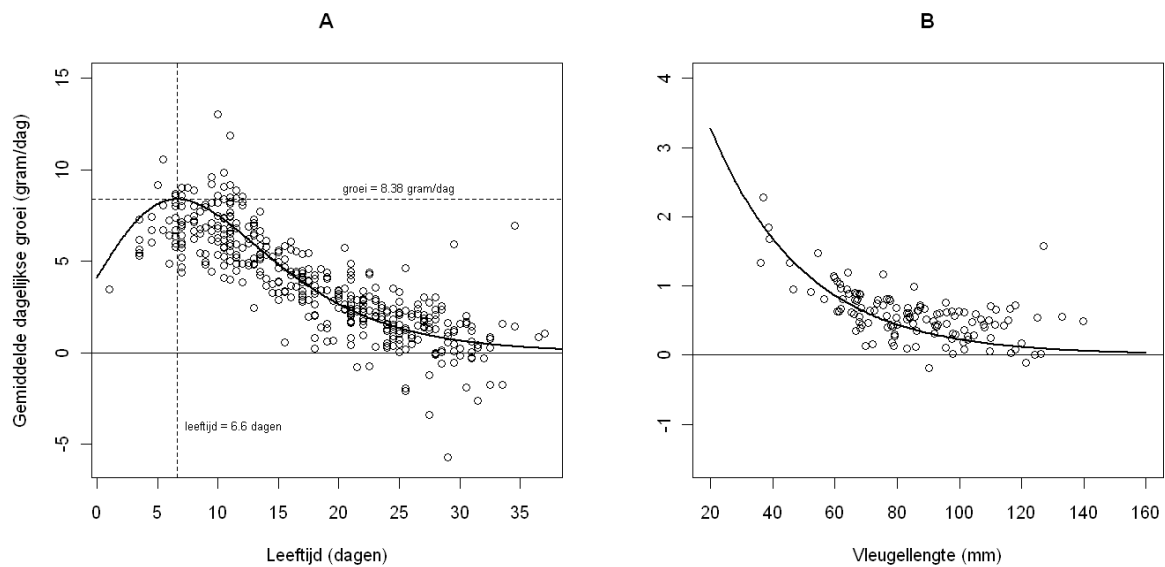 A
B
Gemiddelde dagelijkse groei (gram/dag)
15
10
5
0
-5
groei = 8.38 gram/dag
leeftijd = 6.6 dagen
0 5 10 15 20 25 30 35
Leeftijd (dagen)
4
3
2
1
0
-1
20 40 60 80 100 120 140 160
Vleugellengte (mm)